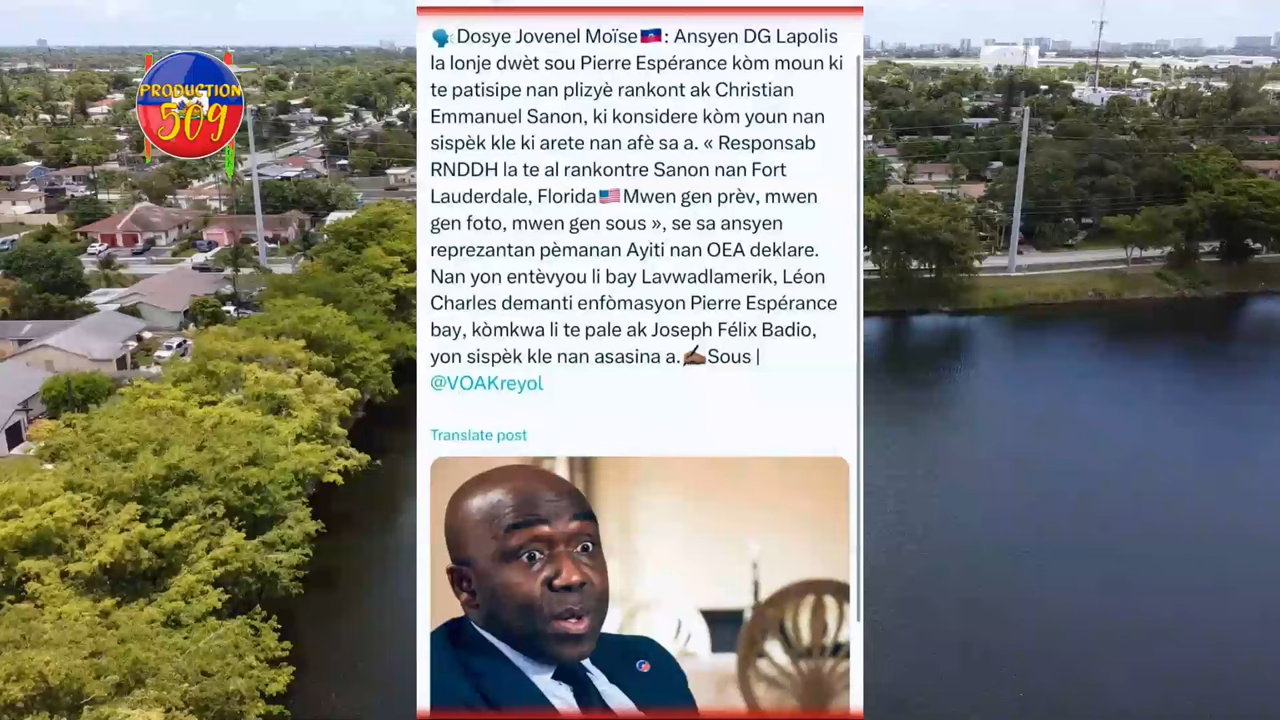 PRODUCTION
509
🗣️Dosye Jovenel Moïse🇭🇹: Ansyen DG Lapolis
la lonje dwèt sou Pierre Espérance kòm moun ki
te patisipe nan plizyè rankont ak Christian
Emmanuel Sanon, ki konsidere kòm youn nan
sispèk kle ki arete nan afè sa a. « Responsab
RNDDH la te al rankontre Sanon nan Fort
Lauderdale, Florida🇺🇸Mwen gen prèv, mwen
gen foto, mwen gen sous », se sa ansyen
reprezantan pèmanan Ayiti nan OEA deklare.
Nan yon entèvyou li bay Lavwadlamerik, Léon
Charles demanti enfòmasyon Pierre Espérance
bay, kòmkwa li te pale ak Joseph Félix Badio,
yon sispèk kle nan asasina a.✍🏾Sous |
@VOAKreyol
Translate post